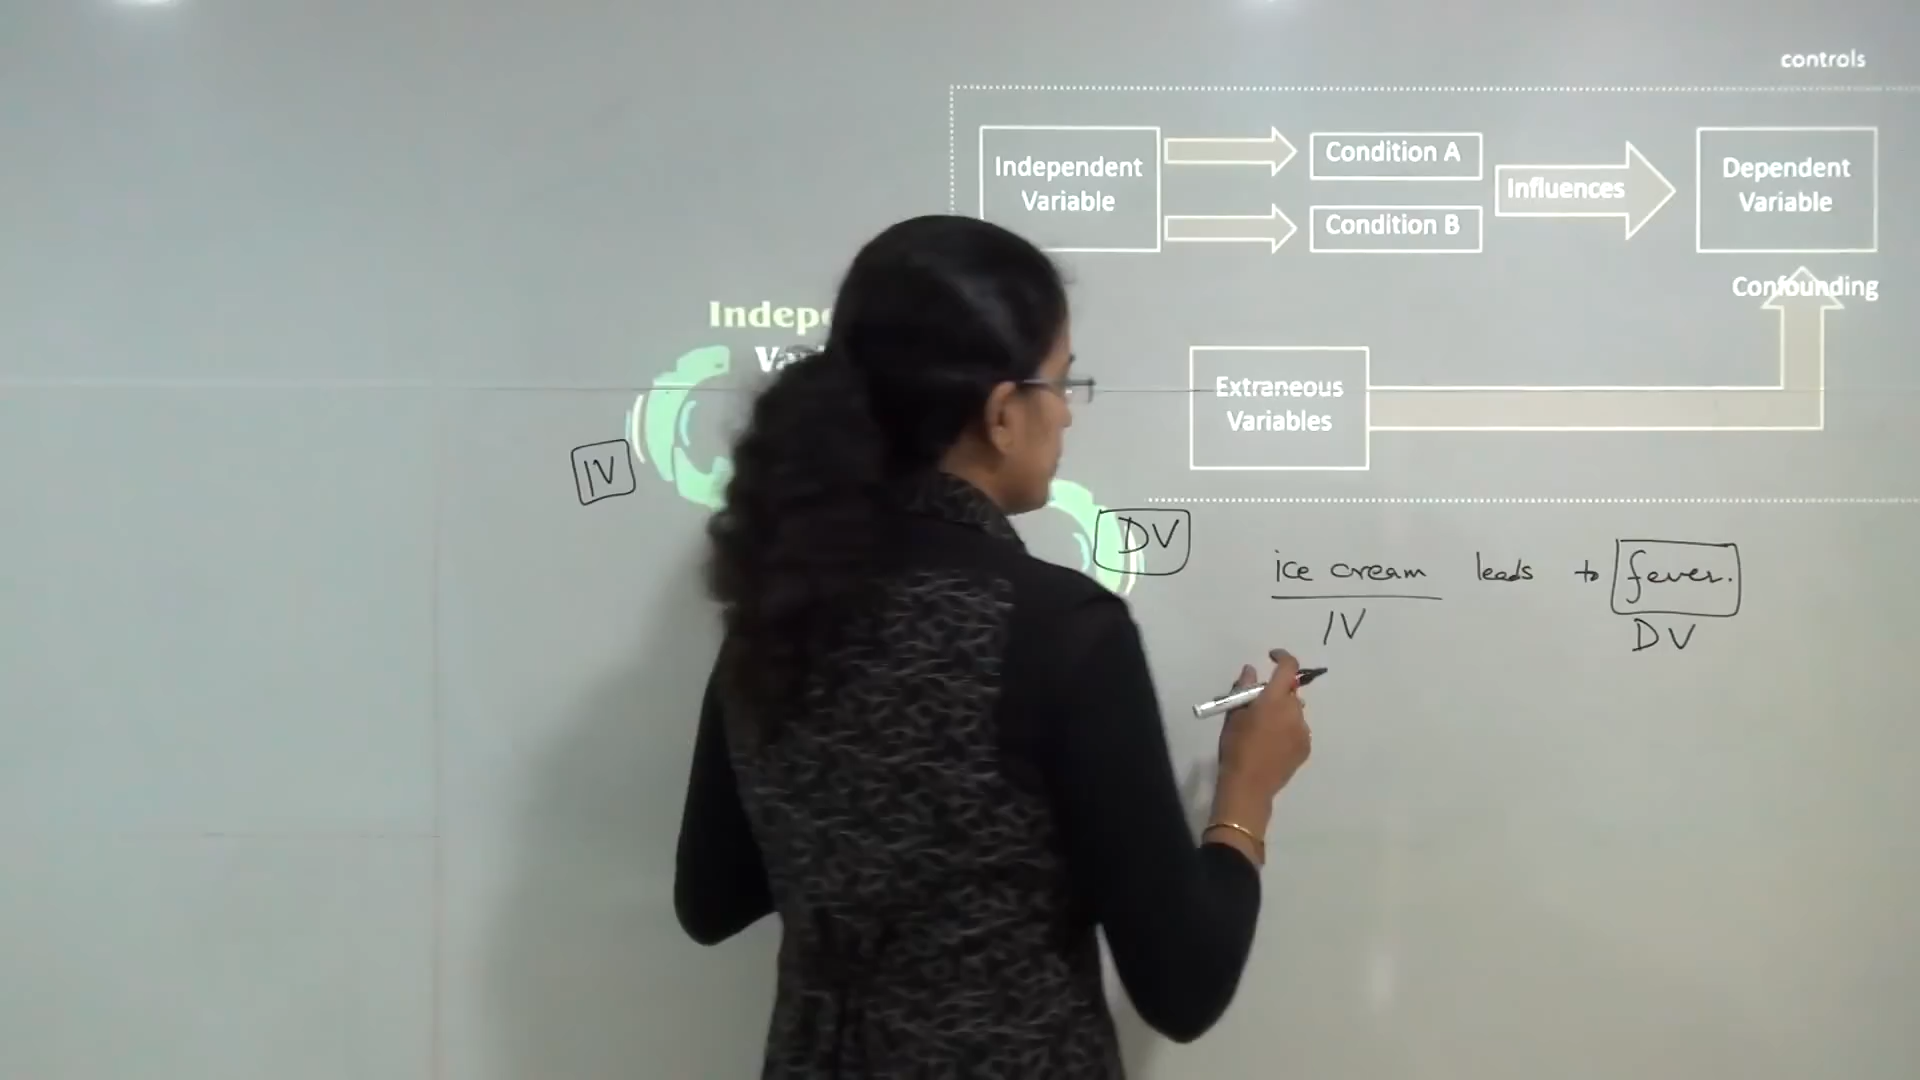 controls
Independent
Variable
Condition A
Condition B
Influences
Dependent
Variable
Confounding
Extraneous
Variables
IV
DV
ice cream leads to fever.
IV
DV